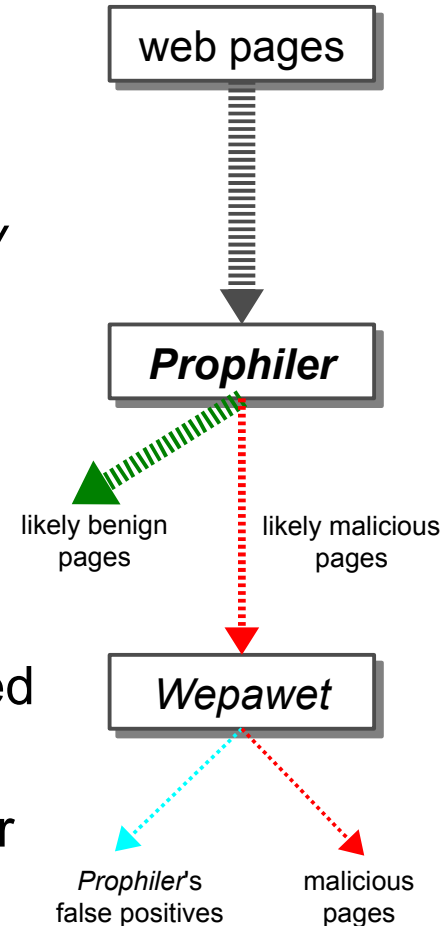 web pages
Prophiler
likely benign
pages
likely malicious
pages
Wepawet
Prophiler's
false positives
malicious
pages